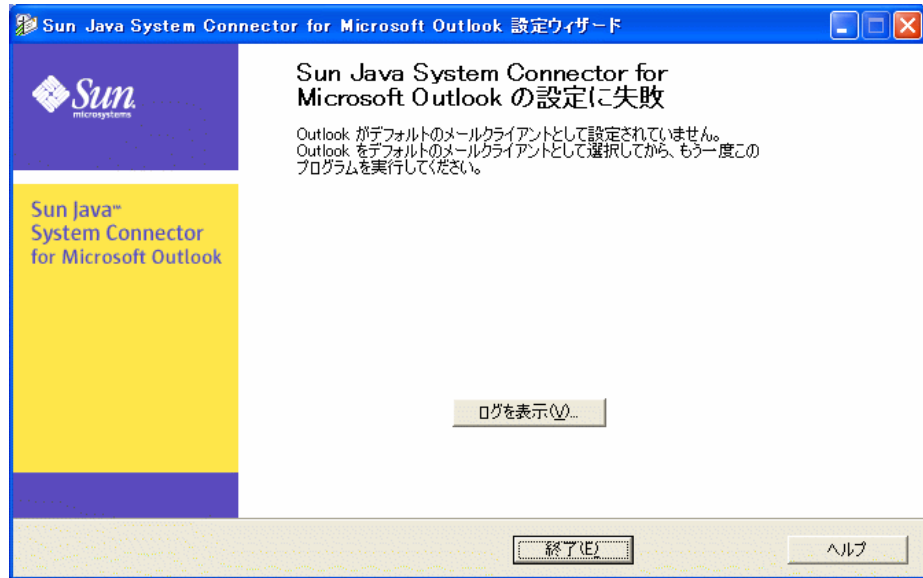 Sun Java System Connector for Microsoft Outlook 設定ウィザード
Sun
microsystems
Sun Java™
System Connector
for Microsoft Outlook
Sun Java System Connector for
Microsoft Outlook の設定に失敗
Outlook がデフォルトのメールクライアントとして設定されていません。
Outlook をデフォルトのメールクライアントとして選択してから、もう一度この
プログラムを実行してください。
ログを表示(V)...
終了(E)
ヘルプ